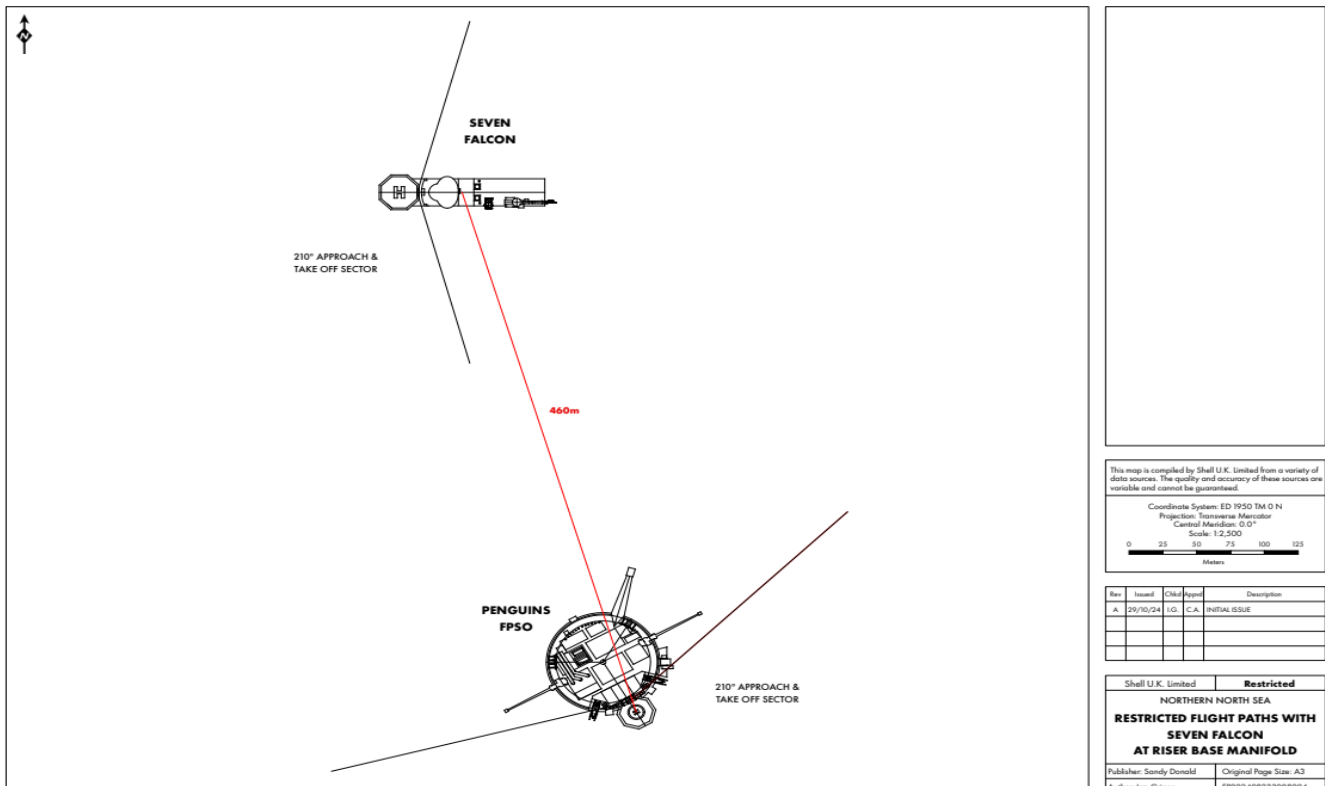 N
SEVEN
FALCON
H
210° APPROACH &
TAKE OFF SECTOR
460m
PENGUINS
FPSO
210° APPROACH &
TAKE OFF SECTOR
This map is compiled by Shell U.K. Limited from a variety of
data sources. The quality and accuracy of these sources are
variable and cannot be guaranteed.
Coordinate System: ED 1950 TM 0 N
Projection: Transverse Mercator
Central Meridian: 0.0°
Scale: 1:2,500
0 25 50 75 100 125
Meters
Rev Issued Chkd Appvd Description
A 29/10/24 I.G. C.A. INITIAL ISSUE
Shell U.K. Limited Restricted
NORTHERN NORTH SEA
RESTRICTED FLIGHT PATHS WITH
SEVEN FALCON
AT RISER BASE MANIFOLD
Publisher: Sandy Donald Original Page Size: A3